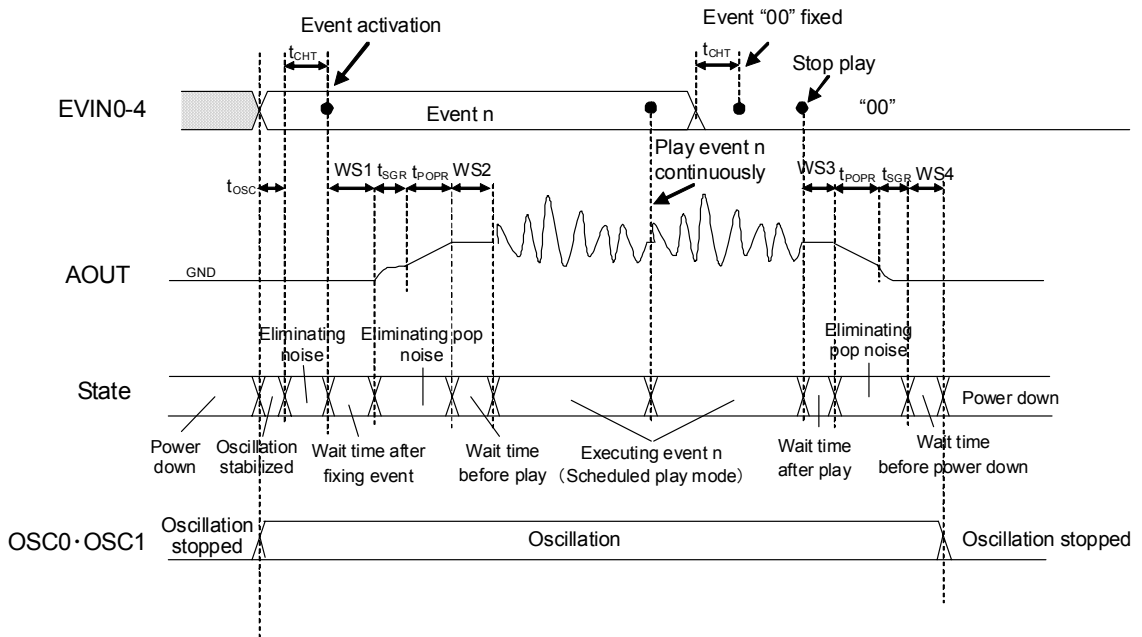 Event activation
Event “00” fixed
tCHT
tCHT
Stop play
EVIN0-4
Event n
“00”
Play event n
continuously
tOSC
WS1
tSGR
tPOPR
WS2
WS3
tPOPR
tSGR
WS4
AOUT
GND
Eliminating
noise
Eliminating pop
noise
Eliminating
pop noise
State
Power down
Power
down
Oscillation
stabilized
Wait time after
fixing event
Wait time
before play
Executing event n
(Scheduled play mode)
Wait time
after play
Wait time
before power down
OSC0・OSC1
Oscillation
stopped
Oscillation
Oscillation stopped